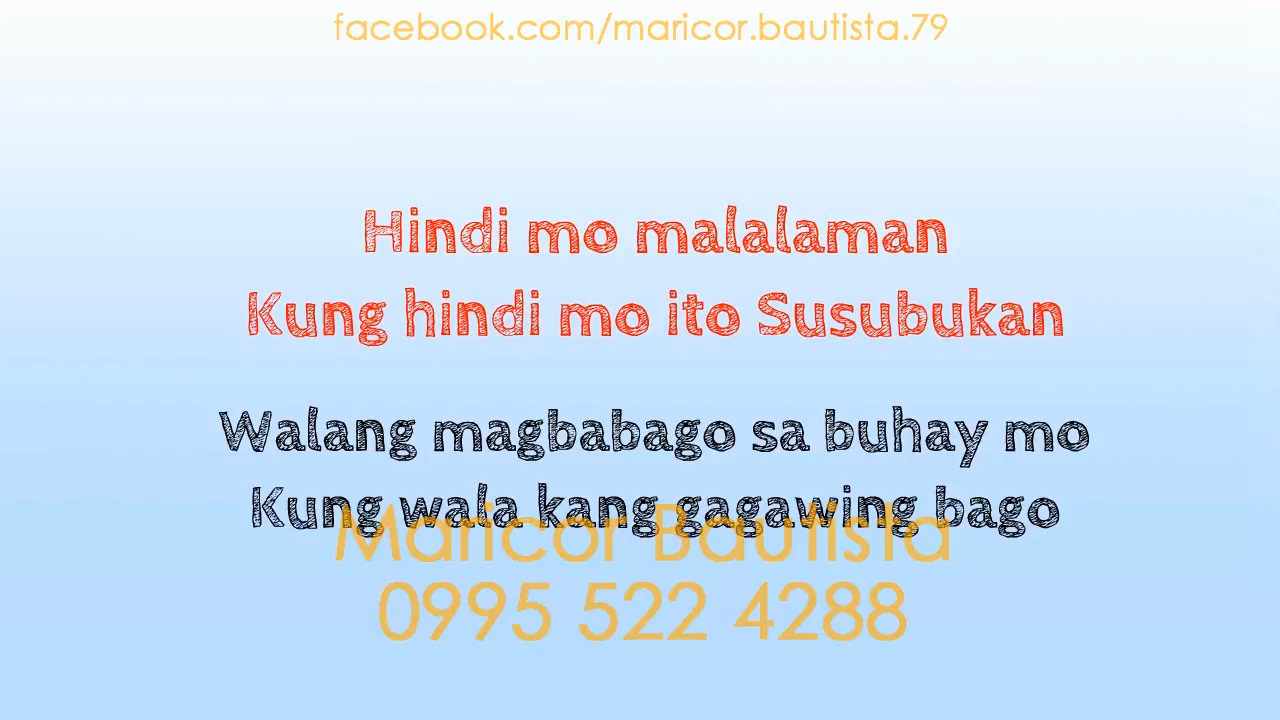 facebook.com/maricor.bautista.79
Hindi mo malalaman
Kung hindi mo ito Susubukan
Walang magbabago sa buhay mo
Kung wala kang gagawing bago
Maricor Bautista
0995 522 4288